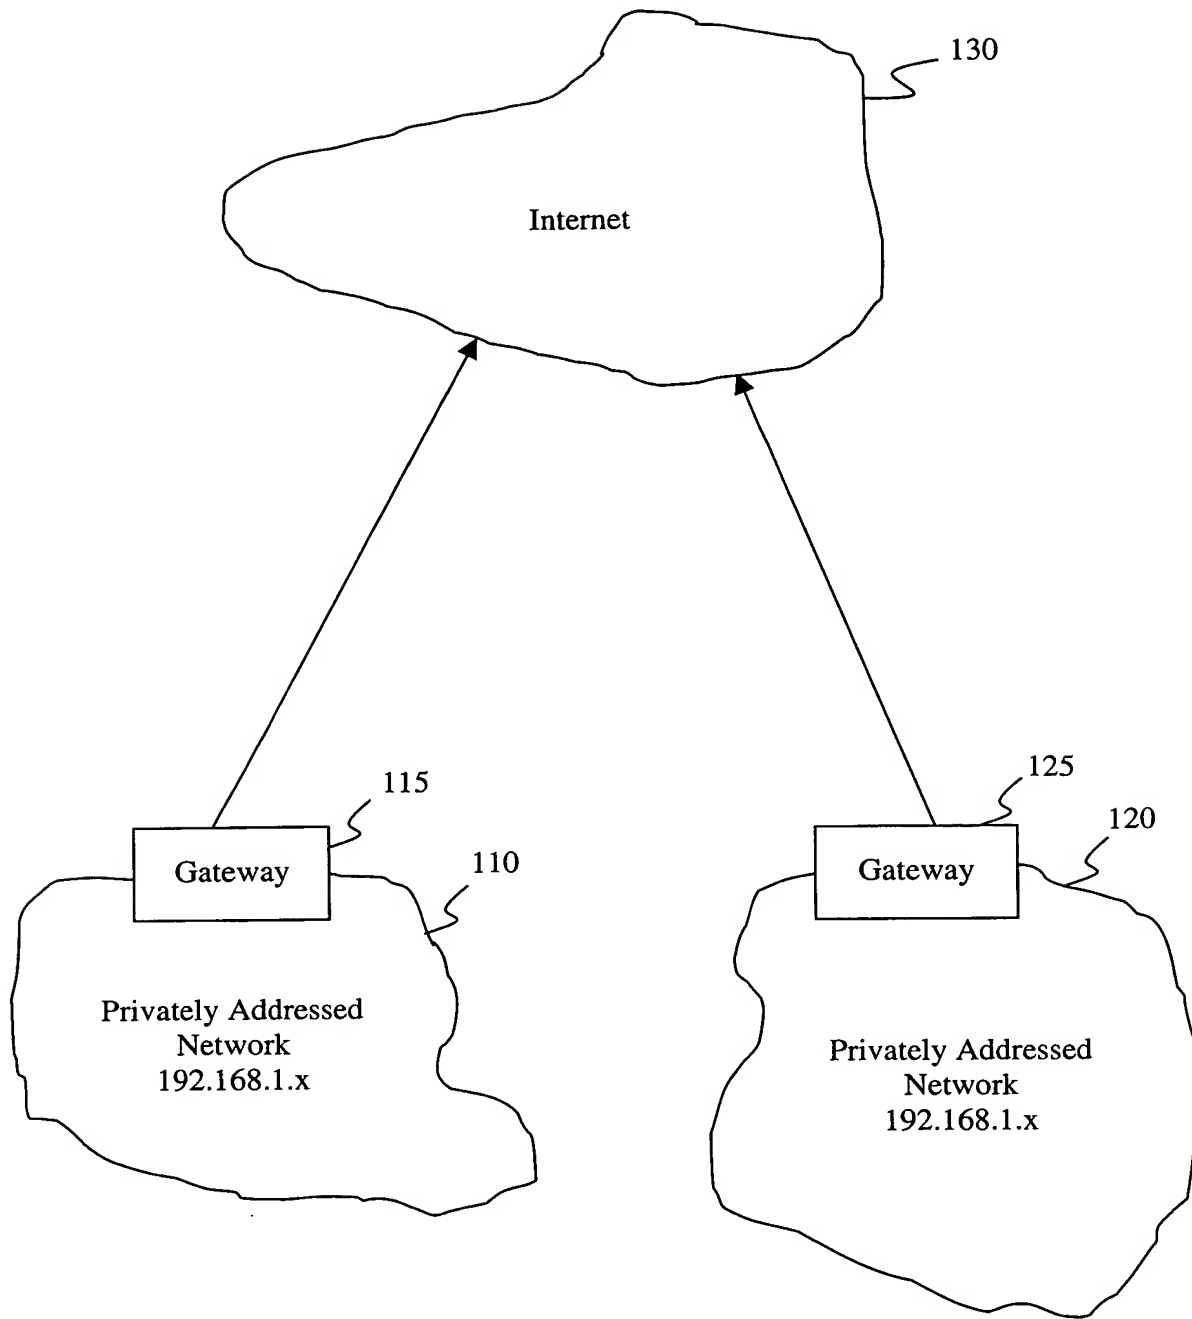 130
Internet
115
125
120
Gateway
110
Gateway
Privately Addressed
Network
192.168.1.x
Privately Addressed
Network
192.168.1.x